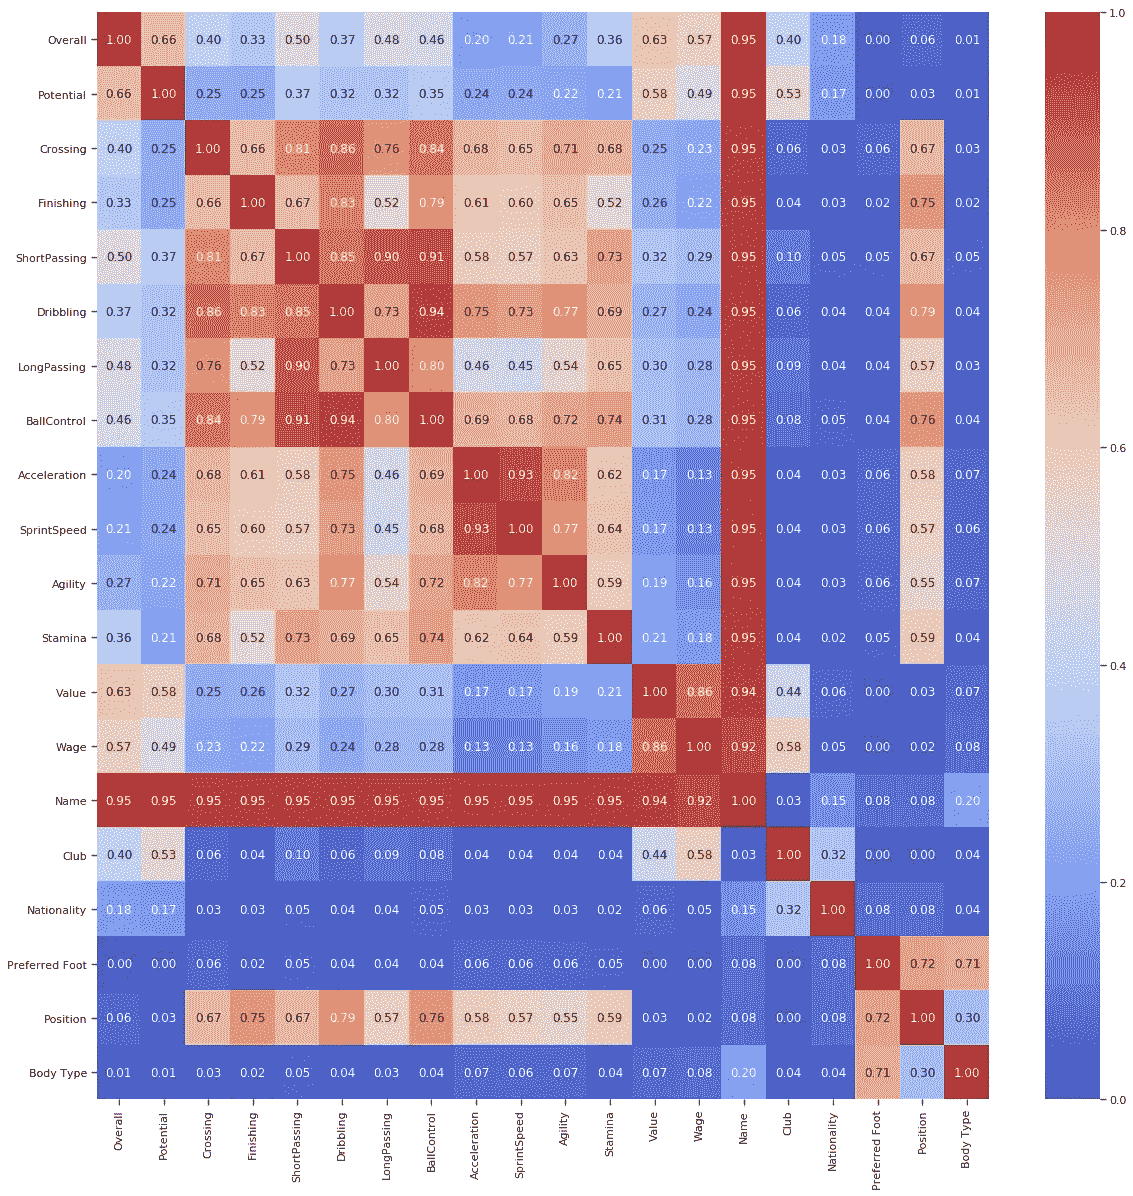 Overall 1.00 0.66 0.40 0.33 0.50 0.37 0.48 0.46 0.20 0.21 0.27 0.36 0.63 0.57 0.95 0.40 0.18 0.00 0.06 0.01
Potential 0.66 1.00 0.25 0.25 0.37 0.32 0.32 0.35 0.24 0.24 0.22 0.21 0.58 0.49 0.95 0.53 0.17 0.00 0.03 0.01
Crossing 0.40 0.25 1.00 0.66 0.81 0.86 0.76 0.84 0.68 0.65 0.71 0.68 0.25 0.23 0.95 0.06 0.03 0.06 0.67 0.03
Finishing 0.33 0.25 0.66 1.00 0.67 0.83 0.52 0.79 0.61 0.60 0.65 0.52 0.26 0.22 0.95 0.04 0.03 0.02 0.75 0.02
ShortPassing 0.50 0.37 0.81 0.67 1.00 0.85 0.90 0.91 0.58 0.57 0.63 0.73 0.32 0.29 0.95 0.10 0.05 0.05 0.67 0.05
Dribbling 0.37 0.32 0.86 0.83 0.85 1.00 0.73 0.94 0.75 0.73 0.77 0.69 0.27 0.24 0.95 0.06 0.04 0.04 0.79 0.04
LongPassing 0.48 0.32 0.76 0.52 0.90 0.73 1.00 0.80 0.46 0.45 0.54 0.65 0.30 0.28 0.95 0.09 0.04 0.04 0.57 0.03
BallControl 0.46 0.35 0.84 0.79 0.91 0.94 0.80 1.00 0.69 0.68 0.72 0.74 0.31 0.28 0.95 0.08 0.05 0.04 0.76 0.04
Acceleration 0.20 0.24 0.68 0.61 0.58 0.75 0.46 0.69 1.00 0.93 0.82 0.62 0.17 0.13 0.95 0.04 0.03 0.06 0.58 0.07
SprintSpeed 0.21 0.24 0.65 0.60 0.57 0.73 0.45 0.68 0.93 1.00 0.77 0.64 0.17 0.13 0.95 0.04 0.03 0.06 0.57 0.06
Agility 0.27 0.22 0.71 0.65 0.63 0.77 0.54 0.72 0.82 0.77 1.00 0.59 0.19 0.16 0.95 0.04 0.03 0.06 0.55 0.07
Stamina 0.36 0.21 0.68 0.52 0.73 0.69 0.65 0.74 0.62 0.64 0.59 1.00 0.21 0.18 0.95 0.04 0.02 0.05 0.59 0.04
Value 0.63 0.58 0.25 0.26 0.32 0.27 0.30 0.31 0.17 0.17 0.19 0.21 1.00 0.86 0.94 0.44 0.06 0.00 0.03 0.07
Wage 0.57 0.49 0.23 0.22 0.29 0.24 0.28 0.28 0.13 0.13 0.16 0.18 0.86 1.00 0.92 0.58 0.05 0.00 0.02 0.08
Name 0.95 0.95 0.95 0.95 0.95 0.95 0.95 0.95 0.95 0.95 0.95 0.95 0.94 0.92 1.00 0.03 0.15 0.08 0.08 0.20
Club 0.40 0.53 0.06 0.04 0.10 0.06 0.09 0.08 0.04 0.04 0.04 0.04 0.44 0.58 0.03 1.00 0.32 0.00 0.00 0.04
Nationality 0.18 0.17 0.03 0.03 0.05 0.04 0.04 0.05 0.03 0.03 0.03 0.02 0.06 0.05 0.15 0.32 1.00 0.08 0.08 0.04
Preferred Foot 0.00 0.00 0.06 0.02 0.05 0.04 0.04 0.04 0.06 0.06 0.06 0.05 0.00 0.00 0.08 0.00 0.08 1.00 0.72 0.71
Position 0.06 0.03 0.67 0.75 0.67 0.79 0.57 0.76 0.58 0.57 0.55 0.59 0.03 0.02 0.08 0.00 0.08 0.72 1.00 0.30
Body Type 0.01 0.01 0.03 0.02 0.05 0.04 0.03 0.04 0.07 0.06 0.07 0.04 0.07 0.08 0.20 0.04 0.04 0.71 0.30 1.00
Overall
Potential
Crossing
Finishing
ShortPassing
Dribbling
LongPassing
BallControl
Acceleration
SprintSpeed
Agility
Stamina
Value
Wage
Name
Club
Nationality
Preferred Foot
Position
Body Type
1.0
0.8
0.6
0.4
0.2
0.0